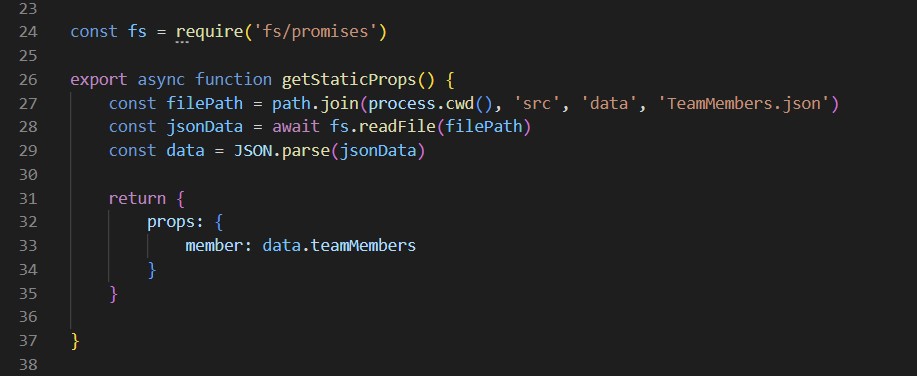 23
24 const fs = require('fs/promises')
25
26 export async function getStaticProps() {
27     const filePath = path.join(process.cwd(), 'src', 'data', 'TeamMembers.json')
28     const jsonData = await fs.readFile(filePath)
29     const data = JSON.parse(jsonData)
30
31     return {
32         props: {
33             member: data.teamMembers
34         }
35     }
36
37 }
38